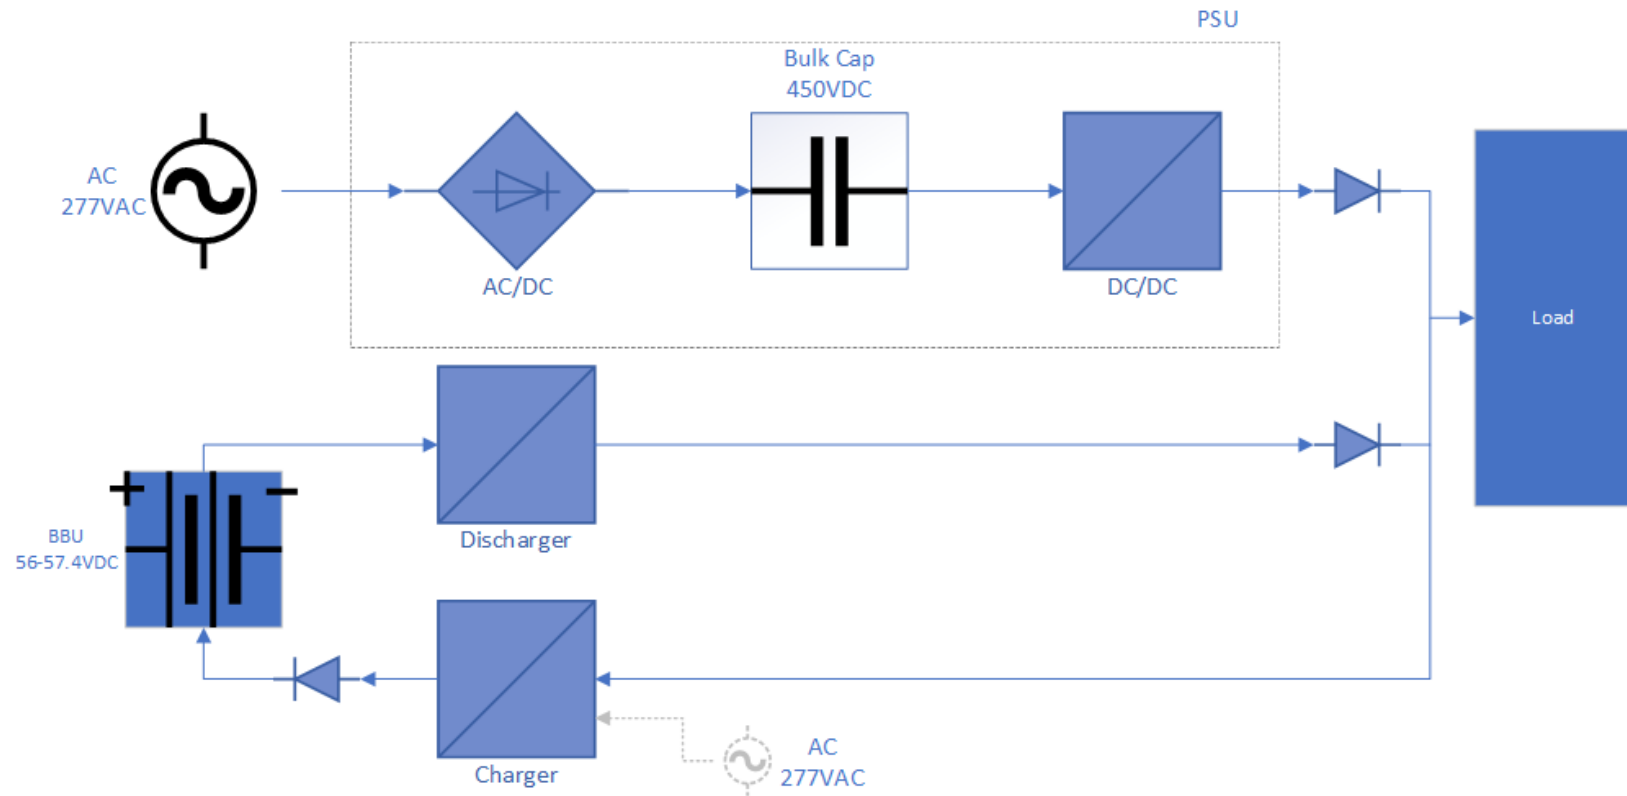 PSU
Bulk Cap
450VDC
AC
277VAC
AC/DC
DC/DC
Load
Discharger
BBU
56-57.4VDC
Charger
AC
277VAC